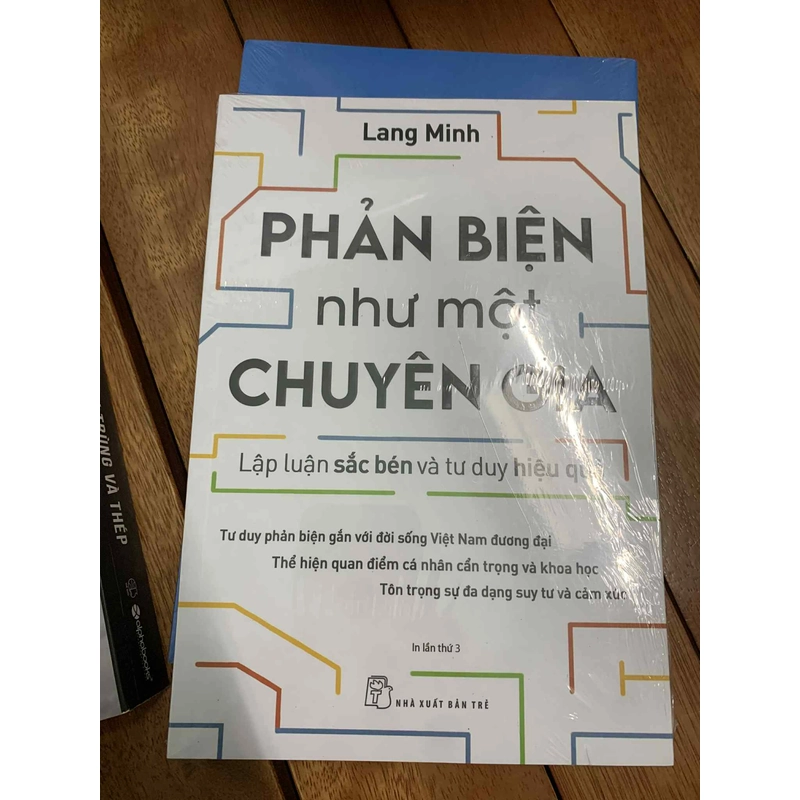 Lang Minh
PHẢN BIỆN
như một
CHUYÊN GIA
Lập luận sắc bén và tư duy hiệu quả
Tư duy phản biện gắn với đời sống Việt Nam đương đại
Thể hiện quan điểm cá nhân cẩn trọng và khoa học
Tôn trọng sự đa dạng suy tư và cảm xúc
In lần thứ 3
NHÀ XUẤT BẢN TRẺ
TRÙNG VÀ THÉP
alphabooks